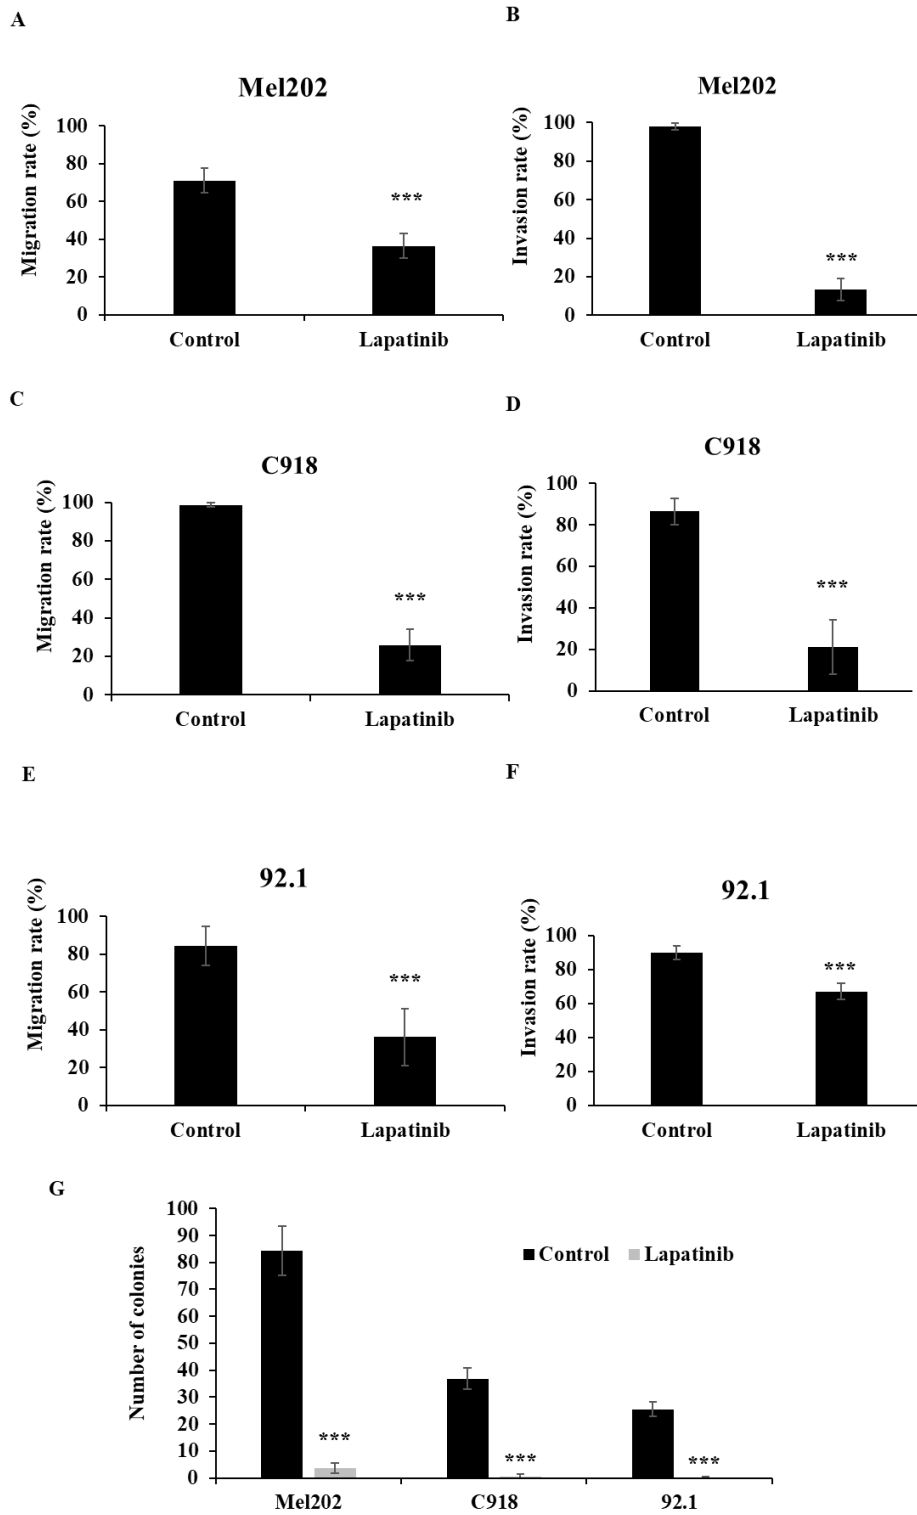 A
Mel202
Migration rate (%)
100
80
60
40
20
0
***
Control Lapatinib
B
Mel202
Invasion rate (%)
100
80
60
40
20
0
***
Control Lapatinib
C
C918
Migration rate (%)
100
80
60
40
20
0
***
Control Lapatinib
D
C918
Invasion rate (%)
100
80
60
40
20
0
***
Control Lapatinib
E
92.1
Migration rate (%)
100
80
60
40
20
0
***
Control Lapatinib
F
92.1
Invasion rate (%)
100
80
60
40
20
0
***
Control Lapatinib
G
Number of colonies
100
90
80
70
60
50
40
30
20
10
0
Control Lapatinib
***
***
***
Mel202 C918 92.1